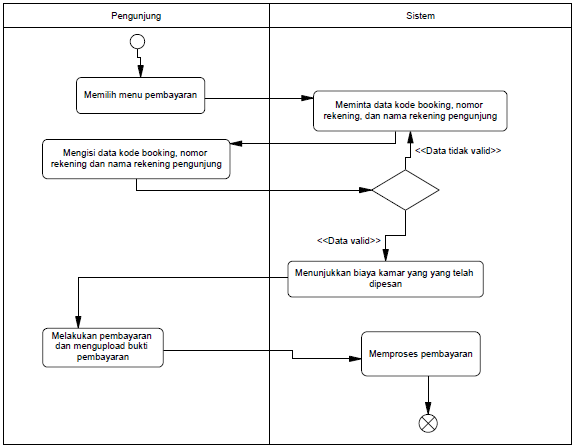 Pengunjung
Sistem
Memilih menu pembayaran
Meminta data kode booking, nomor
rekening, dan nama rekening pengunjung
Mengisi data kode booking, nomor
rekening dan nama rekening pengunjung
<<Data tidak valid>>
<<Data valid>>
Menunjukkan biaya kamar yang yang telah
dipesan
Melakukan pembayaran
dan mengupload bukti
pembayaran
Memproses pembayaran